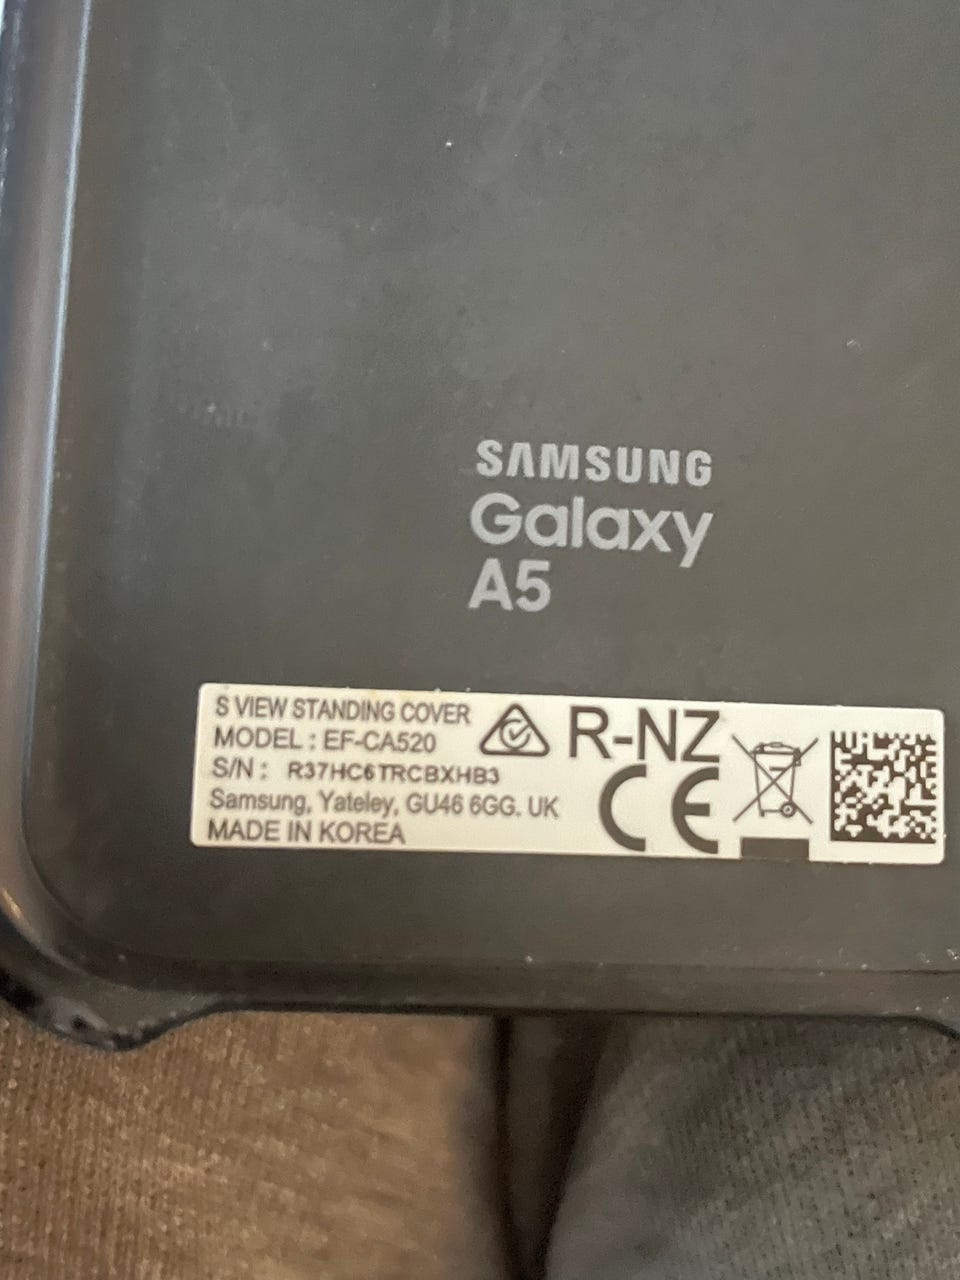 SAMSUNG
Galaxy
A5
S VIEW STANDING COVER
MODEL : EF-CA520
S/N : R37HC6TRCBXHB3
Samsung, Yateley, GU46 6GG. UK
MADE IN KOREA
R-NZ
CE